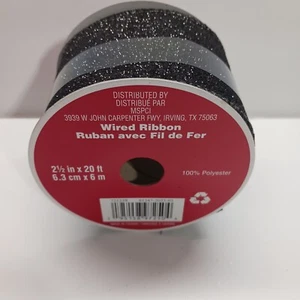 DISTRIBUTED BY
DISTRIBUÉ PAR
MSPCI
3939 W JOHN CARPENTER FWY, IRVING, TX 75063
Wired Ribbon
Ruban avec Fil de Fer
2½ in x 20 ft
6.3 cm x 6 m
100% Polyester